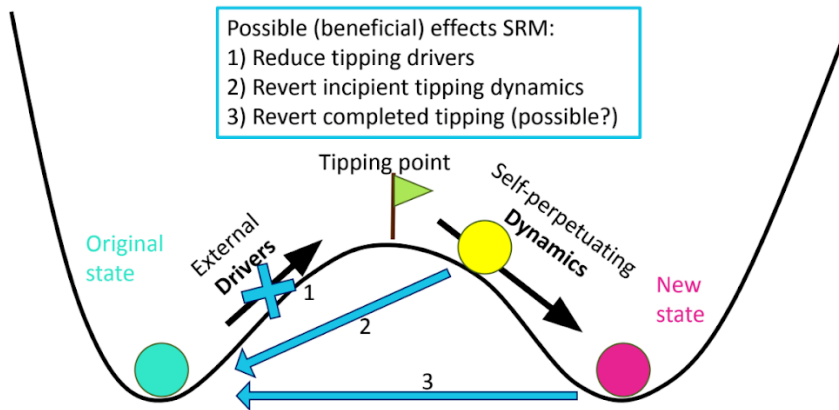 Possible (beneficial) effects SRM:
1) Reduce tipping drivers
2) Revert incipient tipping dynamics
3) Revert completed tipping (possible?)
Tipping point
Original
state
External
Drivers
Self-perpetuating
Dynamics
New
state
1
2
3